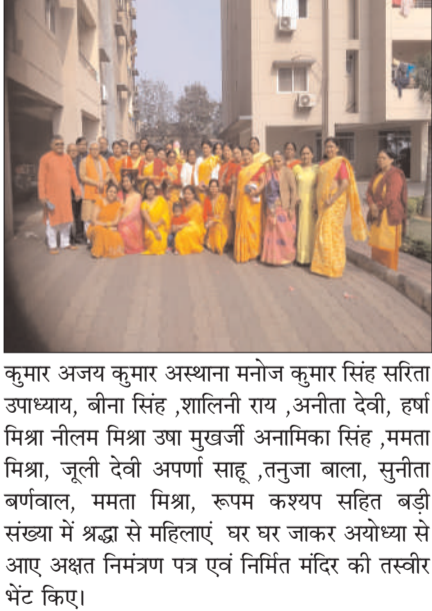 कुमार अजय कुमार अस्थाना मनोज कुमार सिंह सरिता
उपाध्याय, बीना सिंह ,शालिनी राय ,अनीता देवी, हर्षा
मिश्रा नीलम मिश्रा उषा मुखर्जी अनामिका सिंह ,ममता
मिश्रा, जूली देवी अपर्णा साहू ,तनुजा बाला, सुनीता
बर्णवाल, ममता मिश्रा, रूपम कश्यप सहित बड़ी
संख्या में श्रद्धा से महिलाएं घर घर जाकर अयोध्या से
आए अक्षत निमंत्रण पत्र एवं निर्मित मंदिर की तस्वीर
भेंट किए।